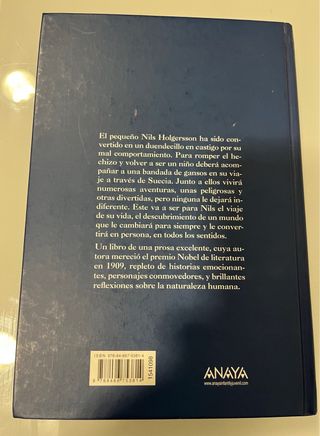 El pequeño Nils Holgersson ha sido con-
vertido en un duendecillo en castigo por su
mal comportamiento. Para romper el he-
chizo y volver a ser un niño deberá acom-
pañar a una bandada de gansos en su via-
je a través de Suecia. Junto a ellos vivirá
numerosas aventuras, unas peligrosas y
otras divertidas, pero ninguna le dejará in-
diferente. Este va a ser para Nils el viaje
de su vida, el descubrimiento de un mundo
que le cambiará para siempre y le conver-
tirá en persona, en todos los sentidos.
Un libro de una prosa excelente, cuya au-
tora mereció el premio Nobel de literatura
en 1909, repleto de historias emocionan-
tes, personajes conmovedores, y brillantes
reflexiones sobre la naturaleza humana.
1541098
ANAYA
www.anayainfantilyjuvenil.com